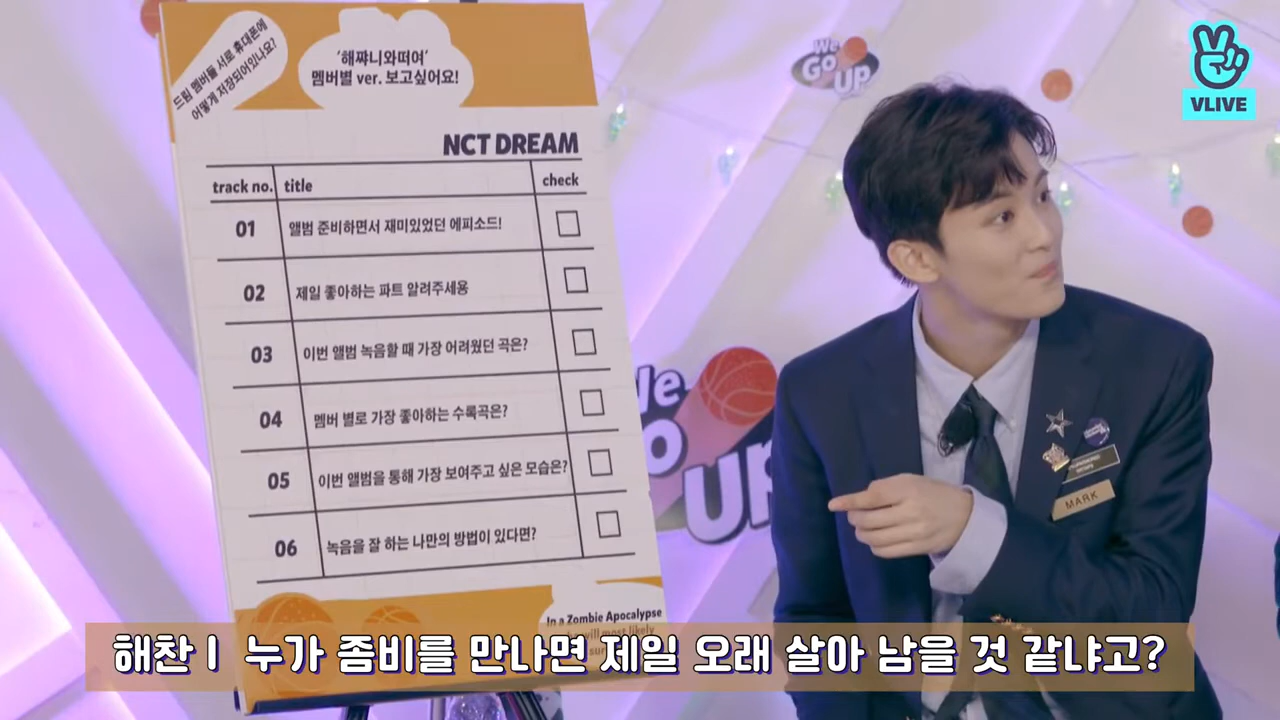 드림 멤버들 서로 휴대폰에
어떻게 저장되어있나요?
'해쨔니와떠여'
멤버별 ver. 보고싶어요!
We
GO UP
VLIVE
NCT DREAM
track no. title check
01 앨범 준비하면서 재미있었던 에피소드!
02 제일 좋아하는 파트 알려주세용
03 이번 앨범 녹음할 때 가장 어려웠던 곡은?
04 멤버 별로 가장 좋아하는 수록곡은?
05 이번 앨범을 통해 가장 보여주고 싶은 모습은?
06 녹음을 잘 하는 나만의 방법이 있다면?
We
Go
UP
MARK
In a Zombie Apocalypse
will most likely
해찬ㅣ 누가 좀비를 만나면 제일 오래 살아 남을 것 같냐고?